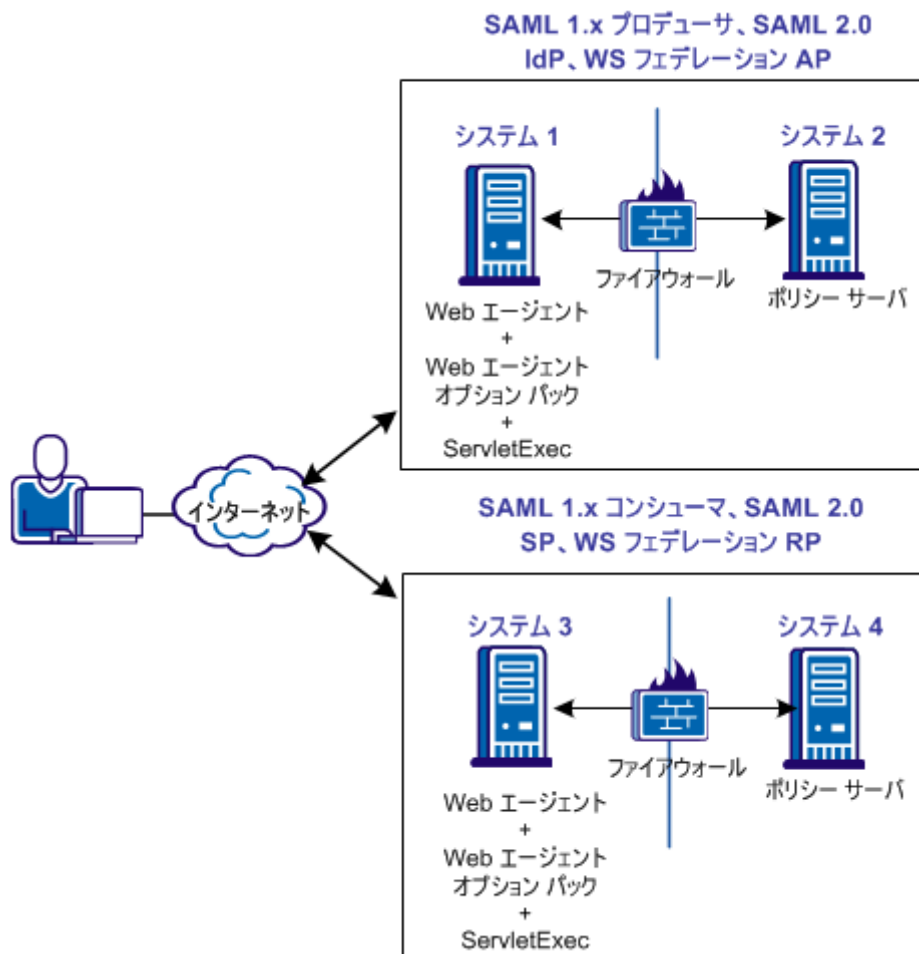 SAML 1.x プロデューサ、SAML 2.0
IdP、WS フェデレーション AP
システム 1
システム 2
ファイアウォール
ポリシー サーバ
Web エージェント
+
Web エージェント
オプション パック
+
ServletExec
インターネット
SAML 1.x コンシューマ、SAML 2.0
SP、WS フェデレーション RP
システム 3
システム 4
ファイアウォール
ポリシー サーバ
Web エージェント
+
Web エージェント
オプション パック
+
ServletExec